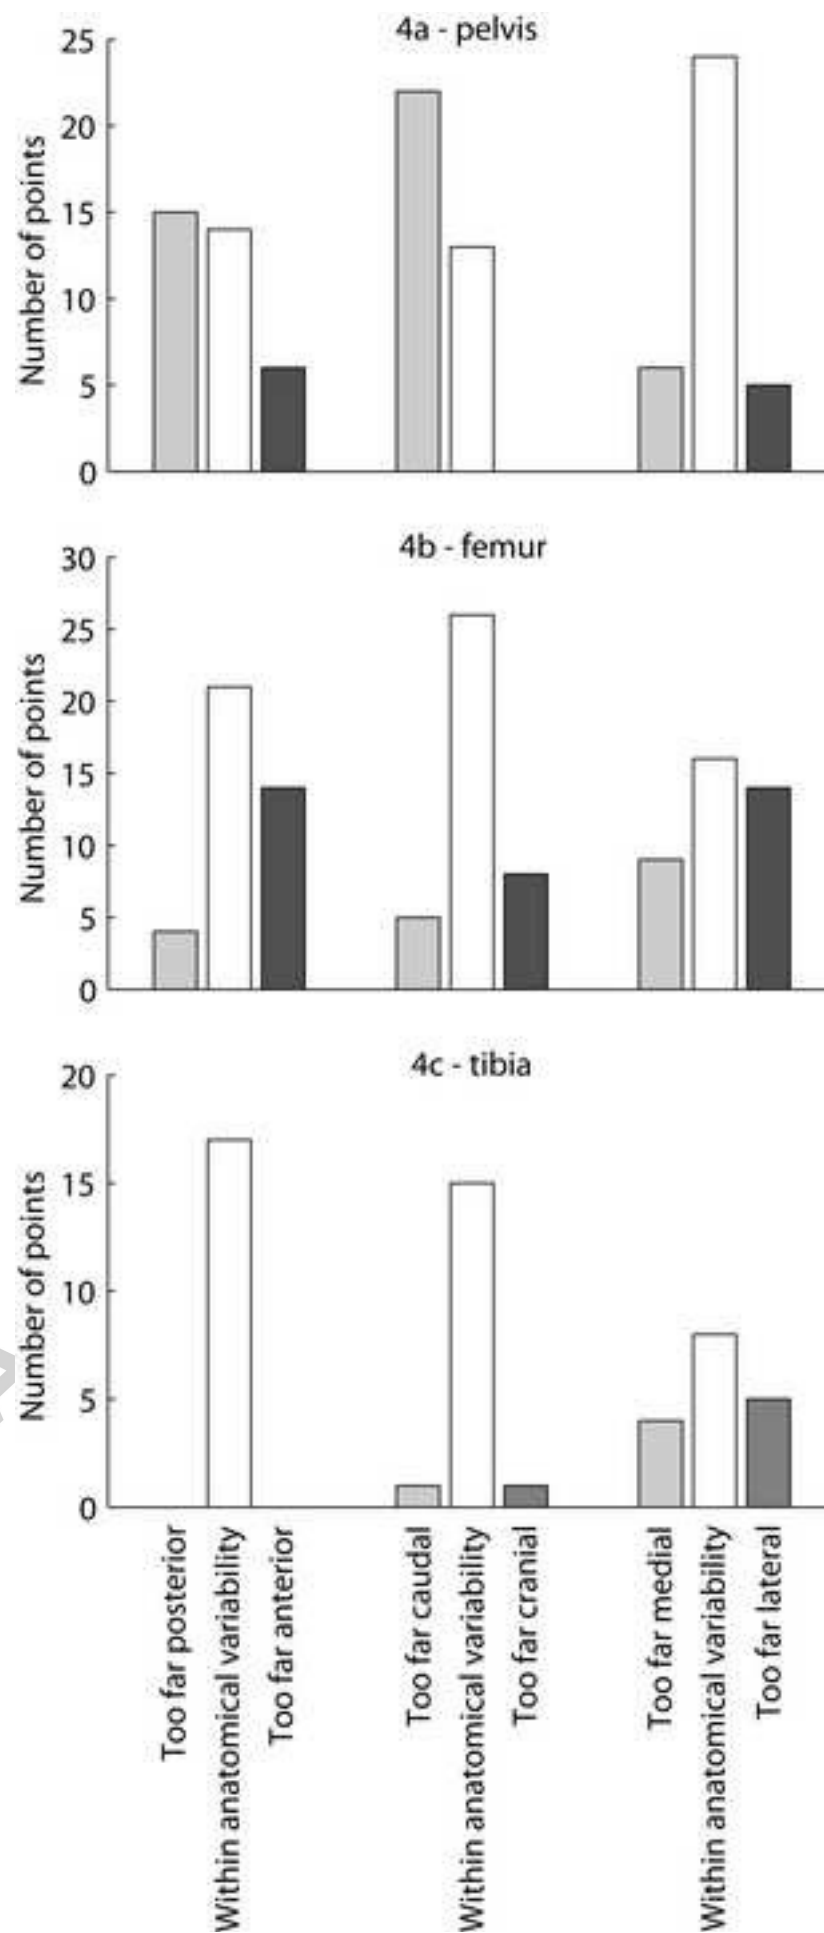 4a - pelvis
25
20
15
10
5
0
Number of points
4b - femur
30
25
20
15
10
5
0
Number of points
4c - tibia
20
15
10
5
0
Number of points
Too far posterior
Within anatomical variability
Too far anterior
Too far caudal
Within anatomical variability
Too far cranial
Too far medial
Within anatomical variability
Too far lateral